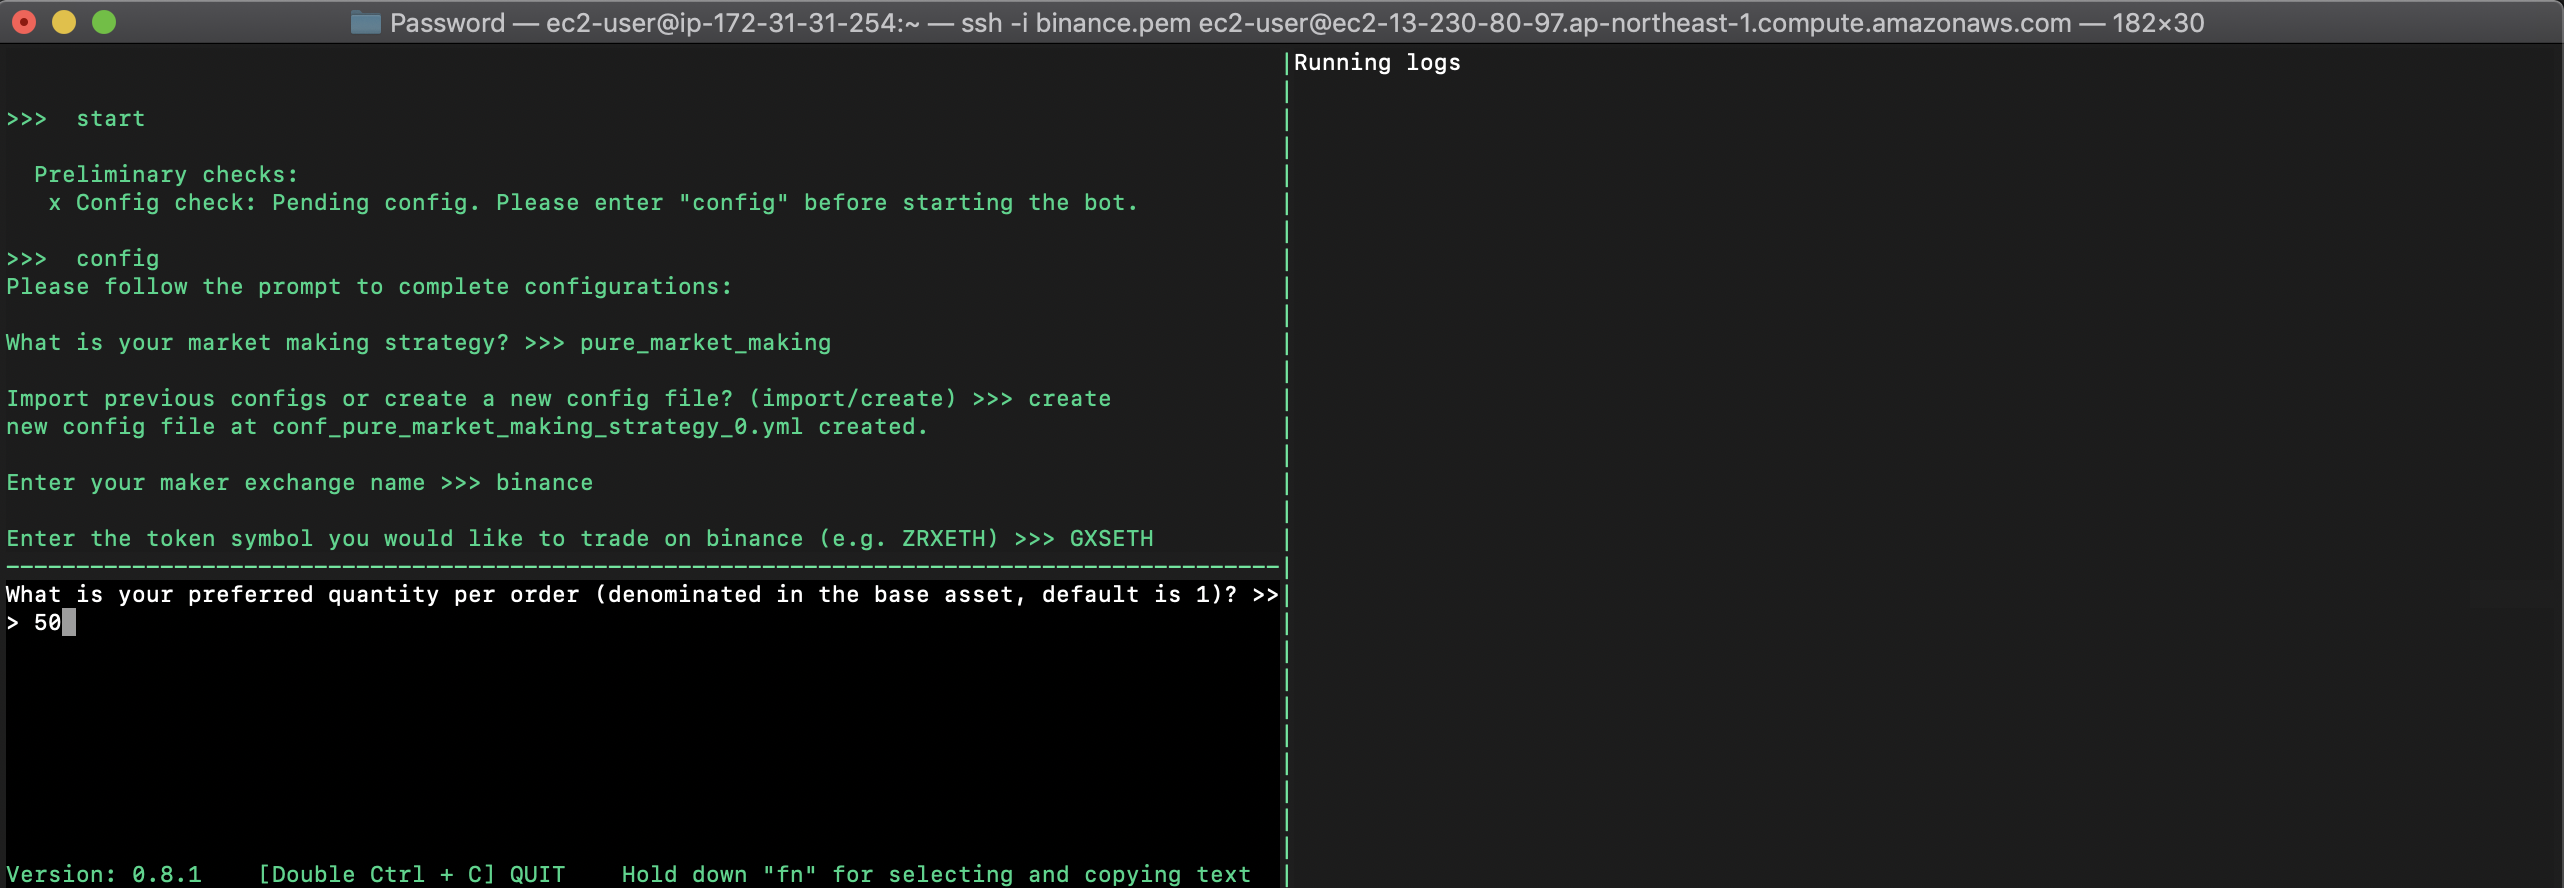 Password — ec2-user@ip-172-31-31-254:~ — ssh -i binance.pem ec2-user@ec2-13-230-80-97.ap-northeast-1.compute.amazonaws.com — 182×30
>>>  start
Preliminary checks:
x Config check: Pending config. Please enter "config" before starting the bot.
>>>  config
Please follow the prompt to complete configurations:
What is your market making strategy? >>> pure_market_making
Import previous configs or create a new config file? (import/create) >>> create
new config file at conf_pure_market_making_strategy_0.yml created.
Enter your maker exchange name >>> binance
Enter the token symbol you would like to trade on binance (e.g. ZRXETH) >>> GXSETH
What is your preferred quantity per order (denominated in the base asset, default is 1)? >>
> 50
Version: 0.8.1    [Double Ctrl + C] QUIT    Hold down "fn" for selecting and copying text
Running logs